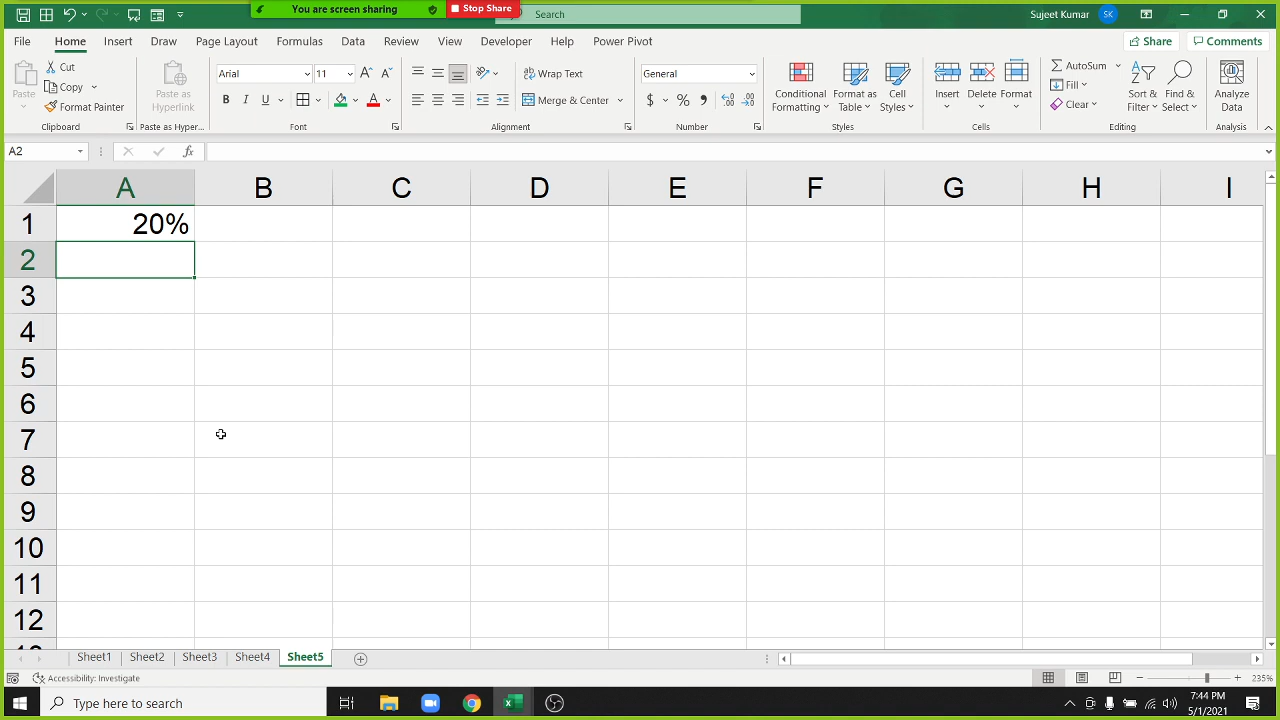 You are screen sharing
Stop Share
Search
Sujeet Kumar
SK
File Home Insert Draw Page Layout Formulas Data Review View Developer Help Power Pivot
Share
Comments
Paste
Cut
Copy
Format Painter
Clipboard
Paste as
Hyperlink
Paste as Hyper...
Arial
11
B I U
A
Font
Wrap Text
Merge & Center
Alignment
General
$ % ,
Number
Conditional
Formatting
Format as
Table
Cell
Styles
Styles
Insert
Delete
Format
Cells
AutoSum
Fill
Clear
Sort &
Filter
Find &
Select
Editing
Analyze
Data
Analysis
A2
fx
A B C D E F G H I
1 20%
2
3
4
5
6
7
8
9
10
11
12
Sheet1 Sheet2 Sheet3 Sheet4 Sheet5
Accessibility: Investigate
235%
Type here to search
7:44 PM
5/1/2021